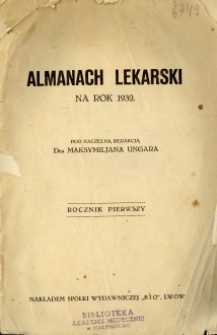 2749
ALMANACH LEKARSKI
NA ROK 1932.
POD NACZELNĄ REDAKCJĄ
Dra MAKSYMILJANA UNGARA
ROCZNIK PIERWSZY
NAKŁADEM SPÓŁKI WYDAWNICZEJ „BIO", LWÓW
BIBLIOTEKA
AKADEMII MEDYCZNEJ